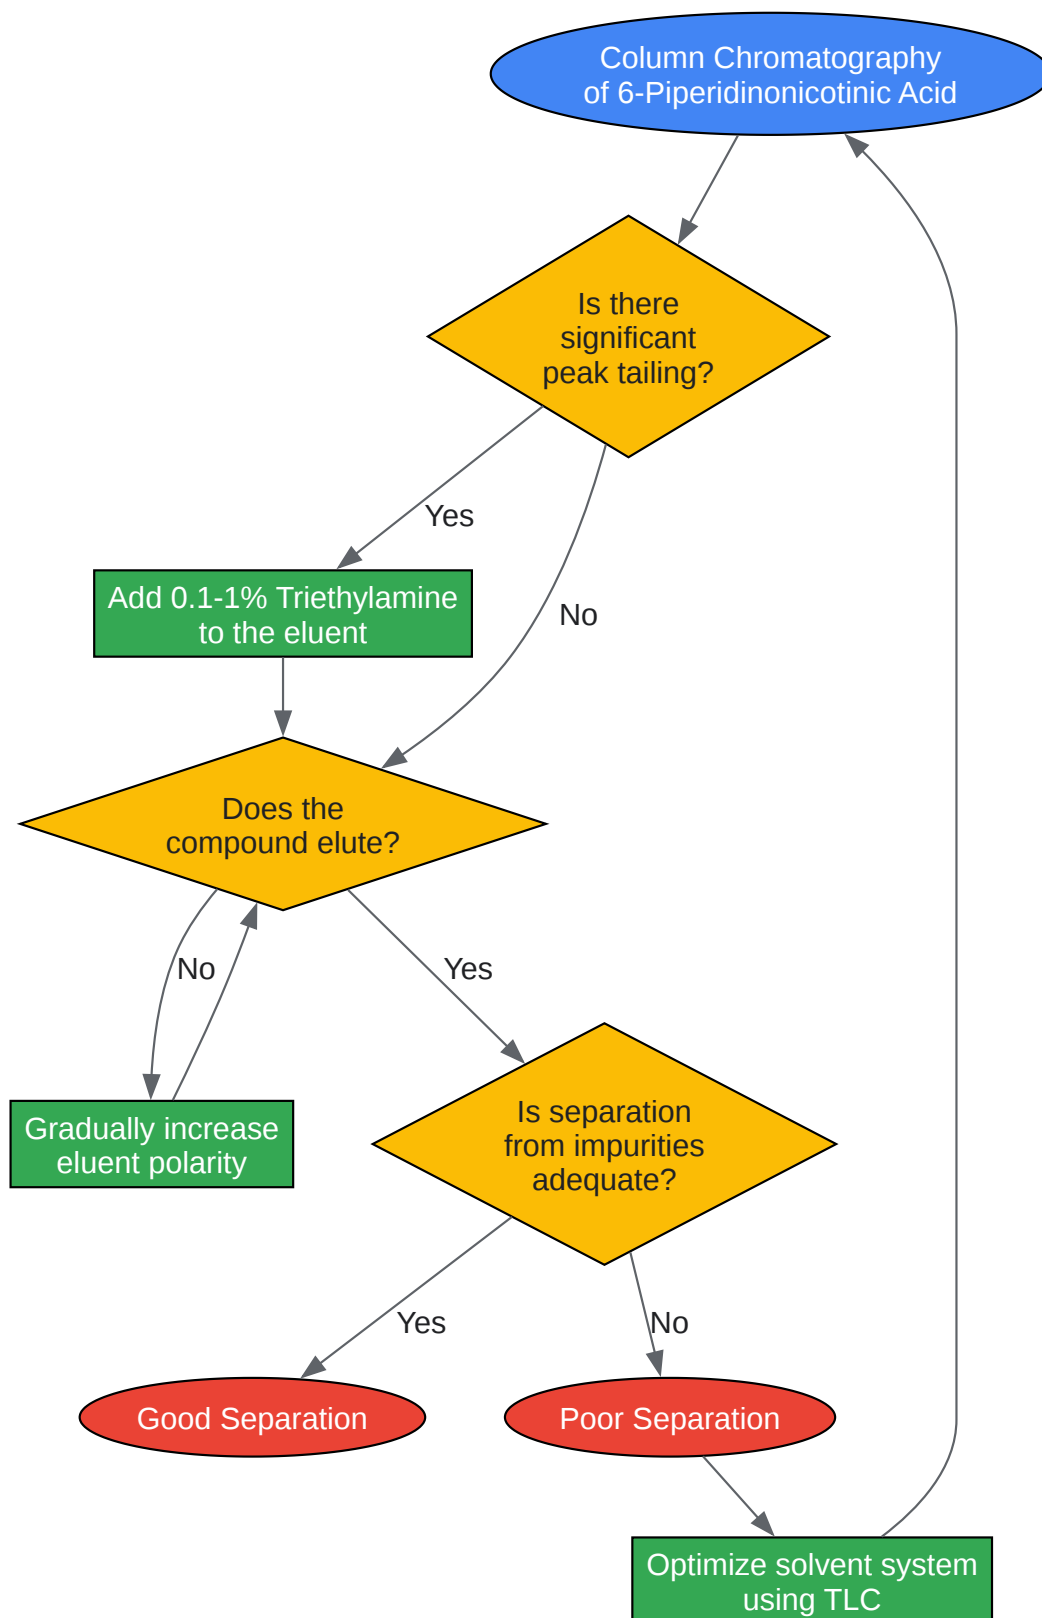 Column Chromatography
of 6-Piperidinonicotinic Acid
Is there
significant
peak tailing?
Yes
Add 0.1-1% Triethylamine
to the eluent
No
Does the
compound elute?
No
Yes
Gradually increase
eluent polarity
Is separation
from impurities
adequate?
Yes
No
Good Separation
Poor Separation
Optimize solvent system
using TLC